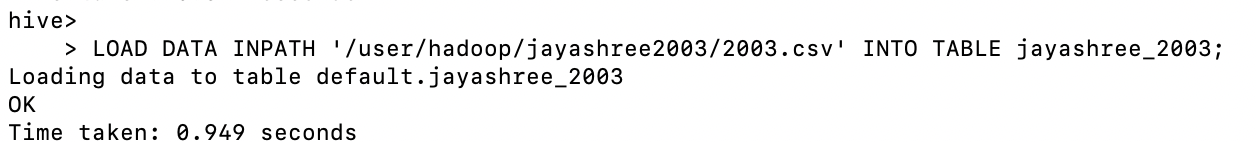 hive>
    > LOAD DATA INPATH '/user/hadoop/jayashree2003/2003.csv' INTO TABLE jayashree_2003;
Loading data to table default.jayashree_2003
OK
Time taken: 0.949 seconds